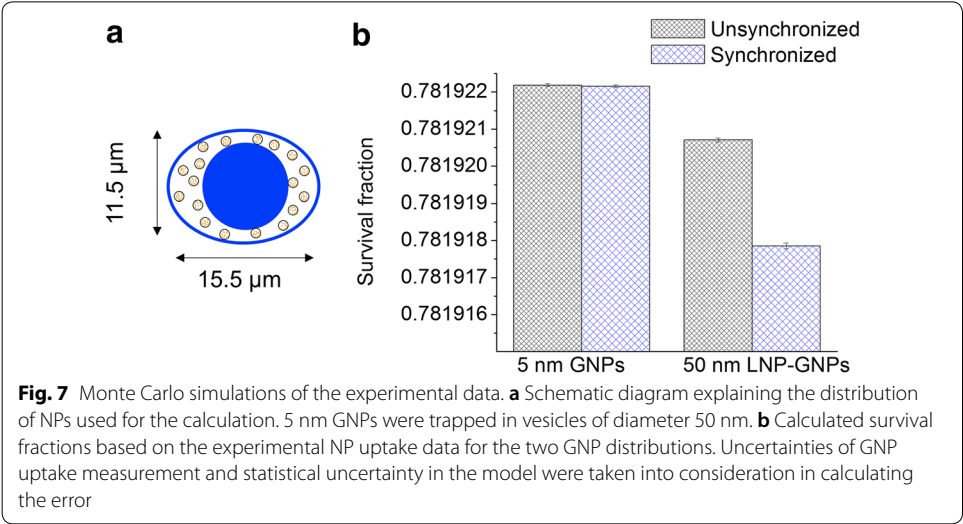 a
11.5 µm
15.5 µm
b
Unsynchronized
Synchronized
Survival fraction
0.781922
0.781921
0.781920
0.781919
0.781918
0.781917
0.781916
5 nm GNPs
50 nm LNP-GNPs
Fig. 7 Monte Carlo simulations of the experimental data. a Schematic diagram explaining the distribution
of NPs used for the calculation. 5 nm GNPs were trapped in vesicles of diameter 50 nm. b Calculated survival
fractions based on the experimental NP uptake data for the two GNP distributions. Uncertainties of GNP
uptake measurement and statistical uncertainty in the model were taken into consideration in calculating
the error